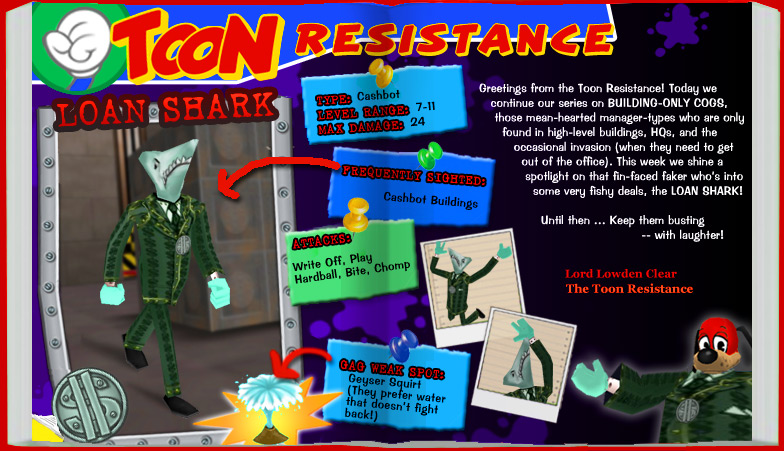 TOON RESISTANCE
LOAN SHARK
TYPE: Cashbot
LEVEL RANGE: 7-11
MAX DAMAGE: 24
FREQUENTLY SIGHTED:
Cashbot Buildings
ATTACKS:
Write Off, Play
Hardball, Bite, Chomp
GAG WEAK SPOT:
Geyser Squirt
(They prefer water
that doesn't fight
back!)
Greetings from the Toon Resistance! Today we
continue our series on BUILDING-ONLY COGS,
those mean-hearted manager-types who are only
found in high-level buildings, HQs, and the
occasional invasion (when they need to get
out of the office). This week we shine a
spotlight on that fin-faced faker who's into
some very fishy deals, the LOAN SHARK!
Until then ... Keep them busting
-- with laughter!
Lord Lowden Clear
The Toon Resistance